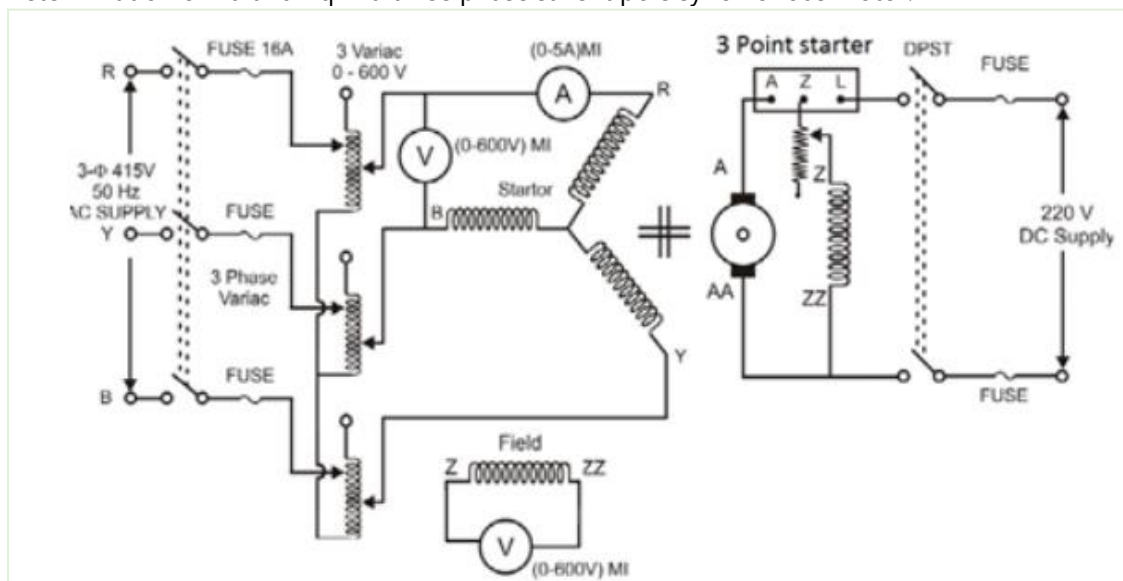 FUSE 16A
R
3 Variac
0 - 600 V
(0-5A)MI
A
R
V
(0-600V) MI
3-Φ 415V
50 Hz
AC SUPPLY
Y
FUSE
Startor
B
3 Phase
Variac
Y
FUSE
B
Field
Z
ZZ
V
(0-600V) MI
3 Point starter
A Z L
DPST
FUSE
A
Z
AA
ZZ
220 V
DC Supply
FUSE